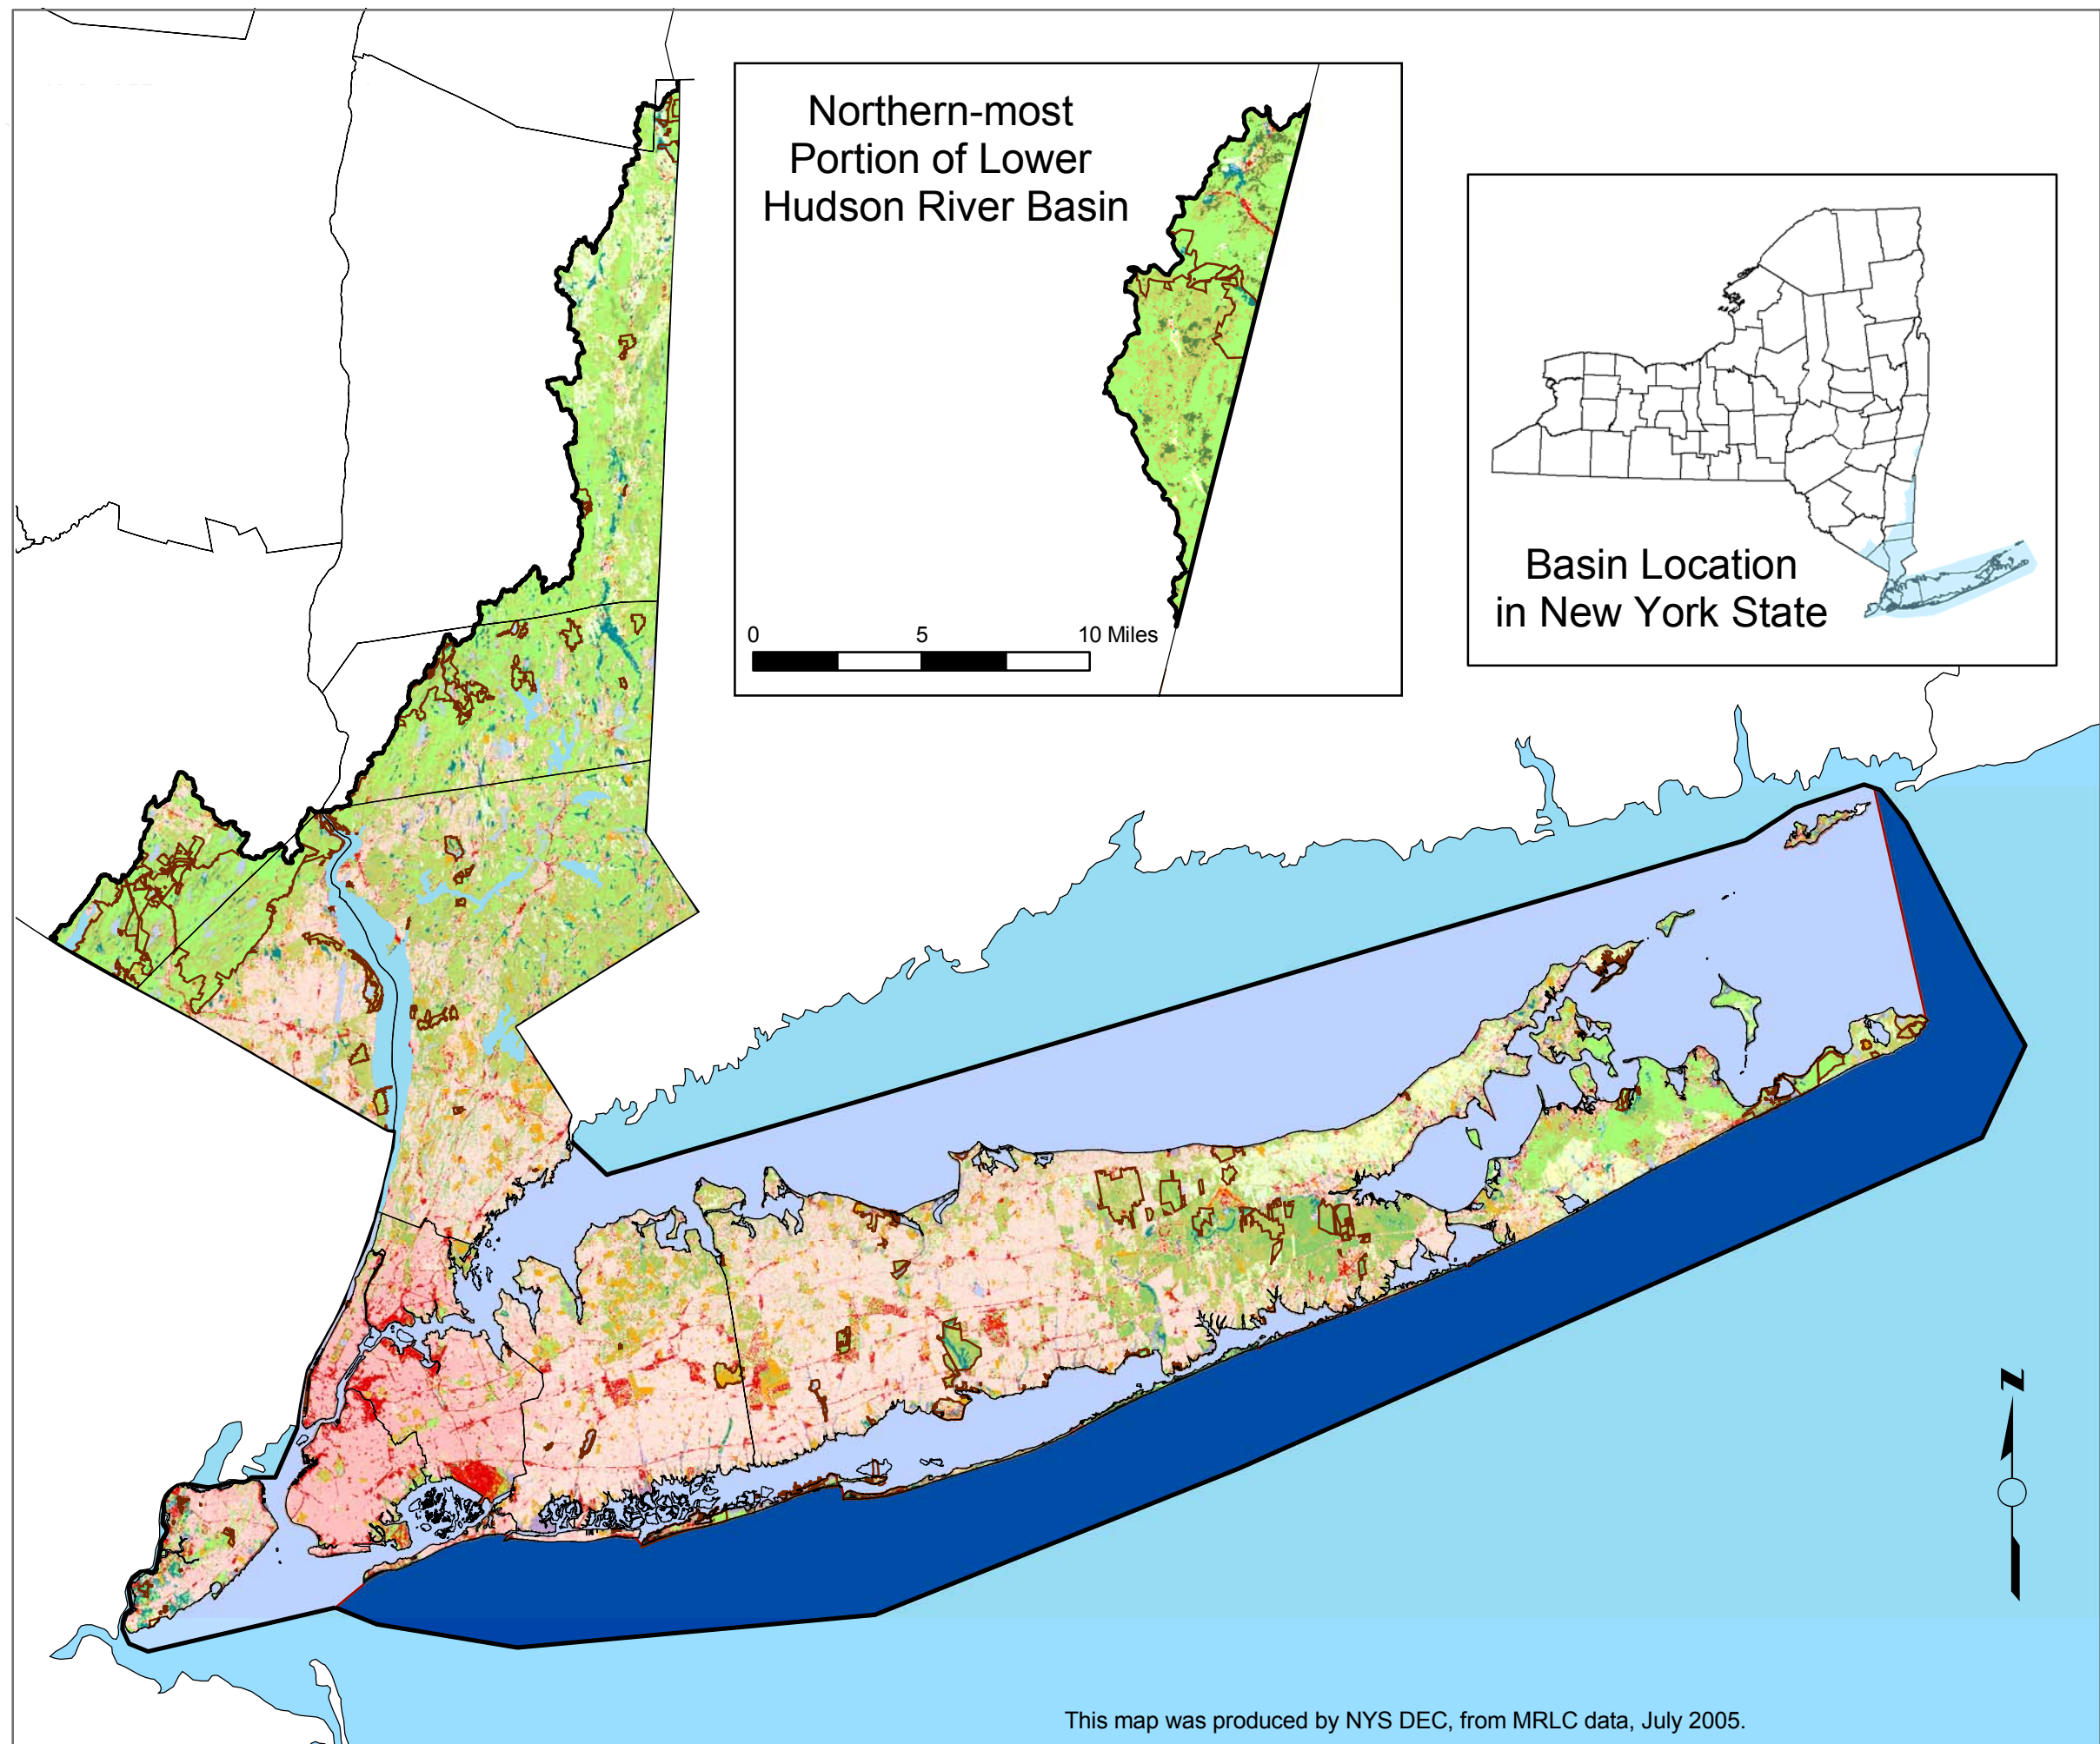 Northern-most
Portion of Lower
Hudson River Basin
0 5 10 Miles
Basin Location
in New York State
N
This map was produced by NYS DEC, from MRLC data, July 2005.